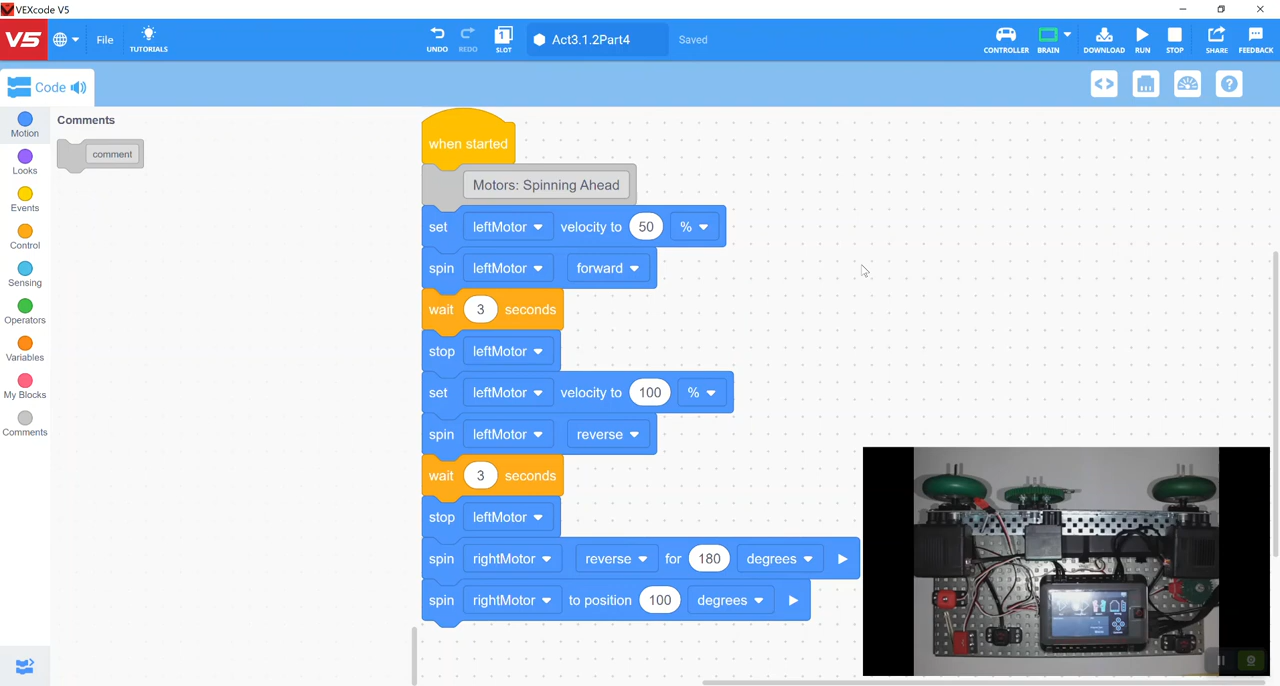 VEXcode V5
V5 File TUTORIALS UNDO REDO 1 SLOT Act3.1.2Part4 Saved CONTROLLER BRAIN DOWNLOAD RUN STOP SHARE FEEDBACK
Code
Motion
Looks
Events
Control
Sensing
Operators
Variables
My Blocks
Comments
Comments
comment
when started
Motors: Spinning Ahead
set leftMotor velocity to 50 %
spin leftMotor forward
wait 3 seconds
stop leftMotor
set leftMotor velocity to 100 %
spin leftMotor reverse
wait 3 seconds
stop leftMotor
spin rightMotor reverse for 180 degrees
spin rightMotor to position 100 degrees